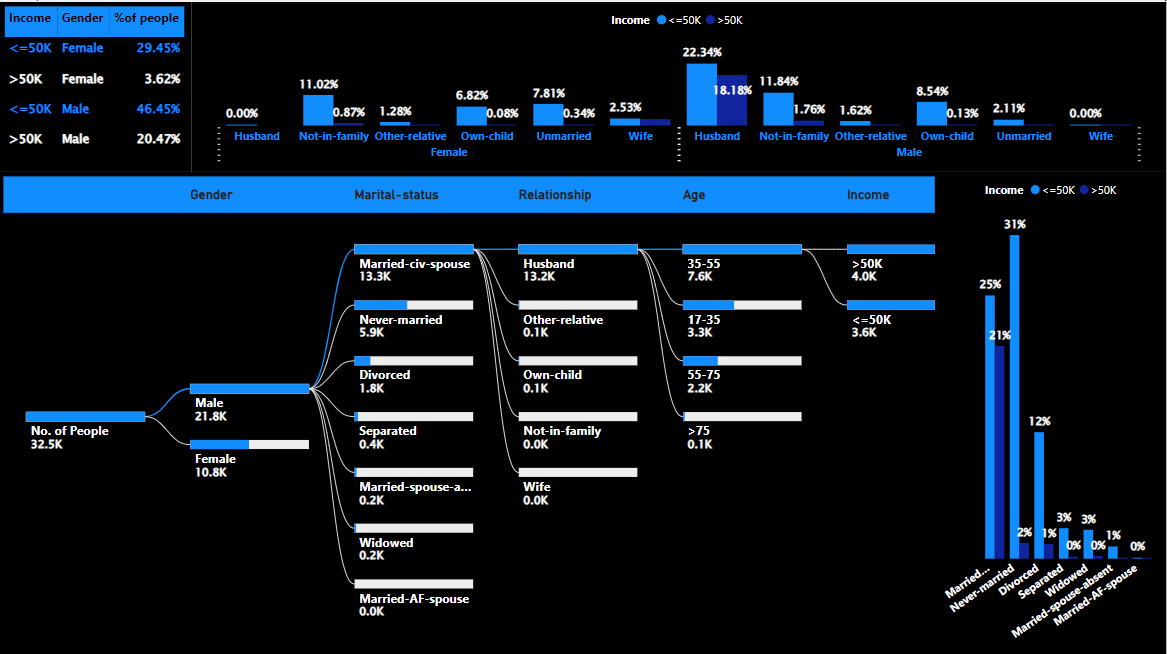 Income Gender %of people
<=50K Female 29.45%
>50K Female 3.62%
<=50K Male 46.45%
>50K Male 20.47%
Income <=50K >50K
0.00% 11.02% 0.87% 1.28% 6.82% 0.08% 7.81% 0.34% 2.53% 22.34% 18.18% 11.84% 1.76% 1.62% 8.54% 0.13% 2.11% 0.00%
Husband Not-in-family Other-relative Own-child Unmarried Wife Husband Not-in-family Other-relative Own-child Unmarried Wife
Female Male
Gender Marital-status Relationship Age Income
No. of People
32.5K
Male
21.8K
Female
10.8K
Married-civ-spouse
13.3K
Never-married
5.9K
Divorced
1.8K
Separated
0.4K
Married-spouse-a...
0.2K
Widowed
0.2K
Married-AF-spouse
0.0K
Husband
13.2K
Other-relative
0.1K
Own-child
0.1K
Not-in-family
0.0K
Wife
0.0K
35-55
7.6K
17-35
3.3K
55-75
2.2K
>75
0.1K
>50K
4.0K
<=50K
3.6K
Income <=50K >50K
25% 21% 31% 2% 12% 1% 3% 0% 3% 0% 1% 0%
Married...
Never-married
Divorced
Separated
Widowed
Married-spouse-absent
Married-AF-spouse